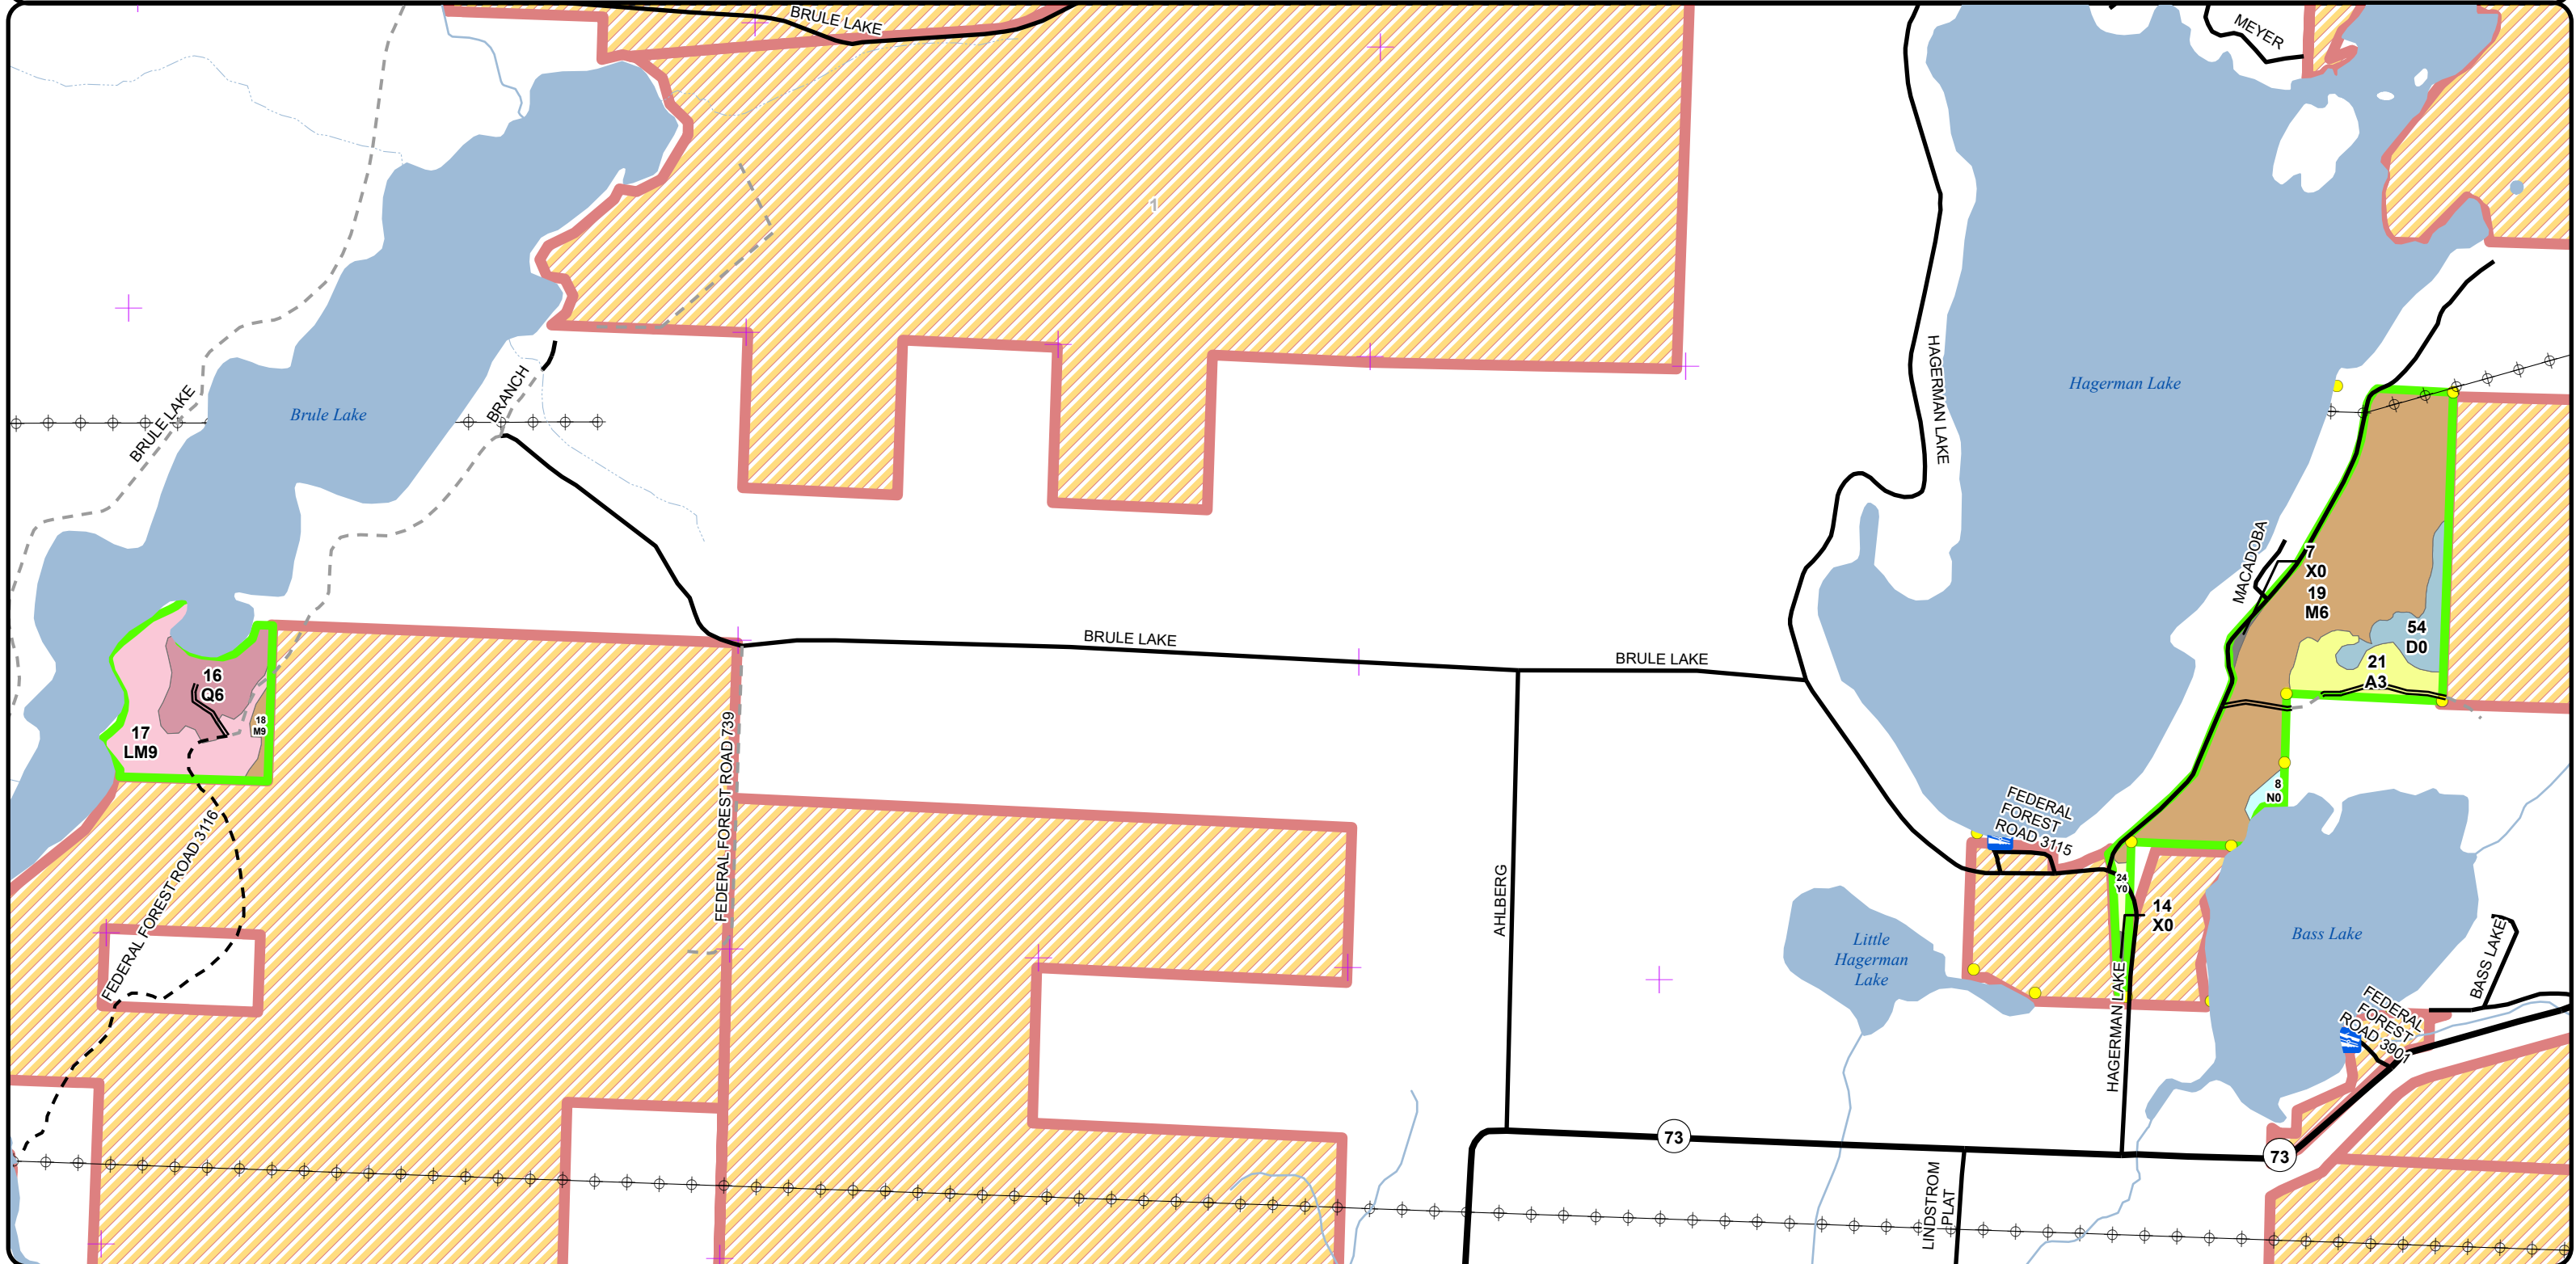 BRULE LAKE
MEYER
1
HAGERMAN LAKE
Hagerman Lake
BRULE LAKE
Brule Lake
BRANCH
MACADOBA
7
X0
19
M6
54
D0
21
A3
BRULE LAKE
BRULE LAKE
16
Q6
18
M9
17
LM9
FEDERAL FOREST ROAD 739
FEDERAL FOREST ROAD 3116
8
N0
FEDERAL
FOREST
ROAD 3115
24
Y0
14
X0
AHLBERG
Little
Hagerman
Lake
Bass Lake
BASS LAKE
HAGERMAN LAKE
FEDERAL
FOREST
ROAD 3901
73
73
LINDSTROM
PLAT